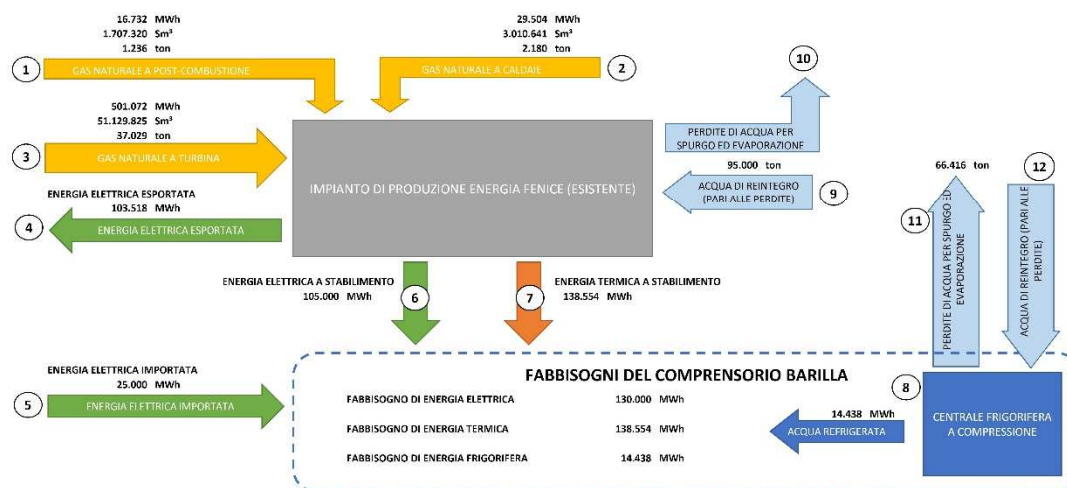 16.732 MWh
1.707.320 Sm³
1.236 ton
1
GAS NATURALE A POST-COMBUSTIONE
29.504 MWh
3.010.641 Sm³
2.180 ton
GAS NATURALE A CALDAIE
2
501.072 MWh
51.129.825 Sm³
37.029 ton
3
GAS NATURALE A TURBINA
ENERGIA ELETTRICA ESPORTATA
103.518 MWh
4
ENERGIA ELETTRICA ESPORTATA
IMPIANTO DI PRODUZIONE ENERGIA FENICE (ESISTENTE)
10
PERDITE DI ACQUA PER
SPURGO ED EVAPORAZIONE
95.000 ton
ACQUA DI REINTEGRO
(PARI ALLE PERDITE)
9
66.416 ton
11
PERDITE DI ACQUA PER SPURGO ED
EVAPORAZIONE
12
ACQUA DI REINTEGRO (PARI ALLE
PERDITE)
ENERGIA ELETTRICA A STABILIMENTO
105.000 MWh
6
7
ENERGIA TERMICA A STABILIMENTO
138.554 MWh
ENERGIA ELETTRICA IMPORTATA
25.000 MWh
5
ENERGIA ELETTRICA IMPORTATA
FABBISOGNI DEL COMPRENSORIO BARILLA
FABBISOGNO DI ENERGIA ELETTRICA 130.000 MWh
FABBISOGNO DI ENERGIA TERMICA 138.554 MWh
FABBISOGNO DI ENERGIA FRIGORIFERA 14.438 MWh
8
14.438 MWh
ACQUA REFRIGERATA
CENTRALE FRIGORIFERA
A COMPRESSIONE